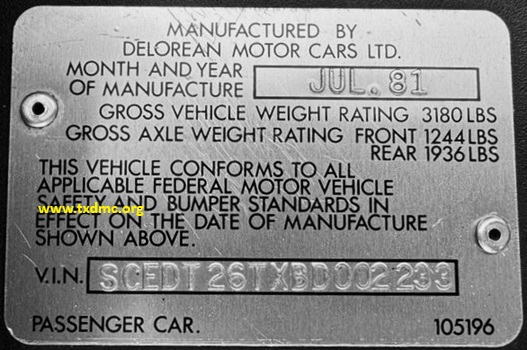 MANUFACTURED BY
DELOREAN MOTOR CARS LTD.
MONTH AND YEAR
OF MANUFACTURE JUL. 81
GROSS VEHICLE WEIGHT RATING 3180 LBS
GROSS AXLE WEIGHT RATING FRONT 1244 LBS
REAR 1936 LBS
THIS VEHICLE CONFORMS TO ALL
APPLICABLE FEDERAL MOTOR VEHICLE
SAFETY AND BUMPER STANDARDS IN
www.txdmc.org
EFFECT ON THE DATE OF MANUFACTURE
SHOWN ABOVE.
V.I.N. SCEDT26TXBD002233
PASSENGER CAR. 105196